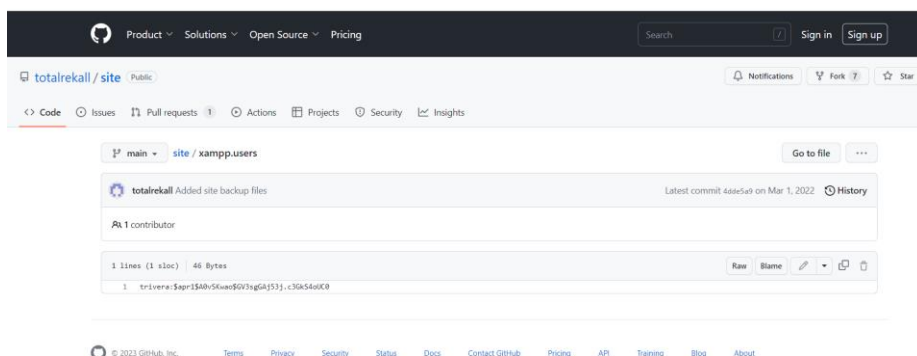 Product Solutions Open Source Pricing Search / Sign in Sign up
totalrekall / site Public Notifications Fork 7 Star
<> Code Issues Pull requests 1 Actions Projects Security Insights
main site / xampp.users Go to file ...
totalrekall Added site backup files Latest commit 4dde5a9 on Mar 1, 2022 History
1 contributor
1 lines (1 sloc) 46 Bytes Raw Blame
1 trivera:$apr1$A0vSKwao$GV3sgGAj53j.c3GkS4oUC0
© 2023 GitHub, Inc. Terms Privacy Security Status Docs Contact GitHub Pricing API Training Blog About